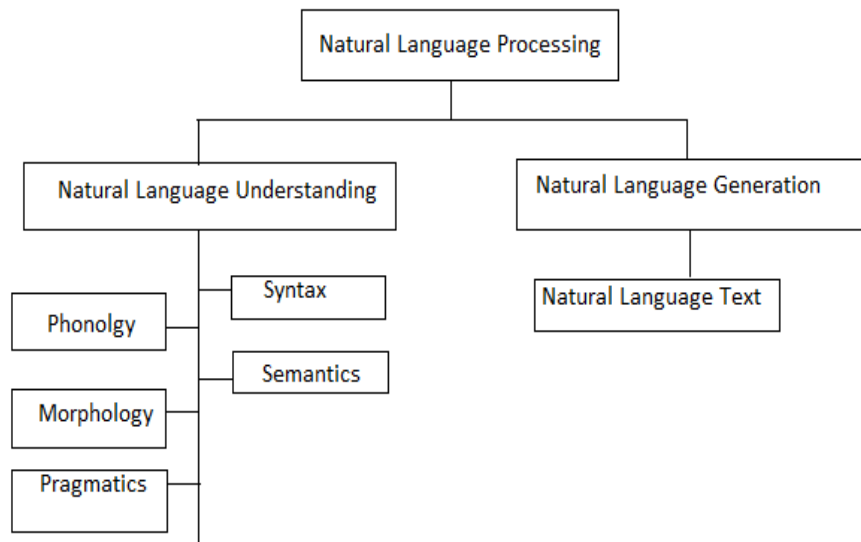 Natural Language Processing
Natural Language Understanding
Natural Language Generation
Syntax
Natural Language Text
Phonolgy
Semantics
Morphology
Pragmatics